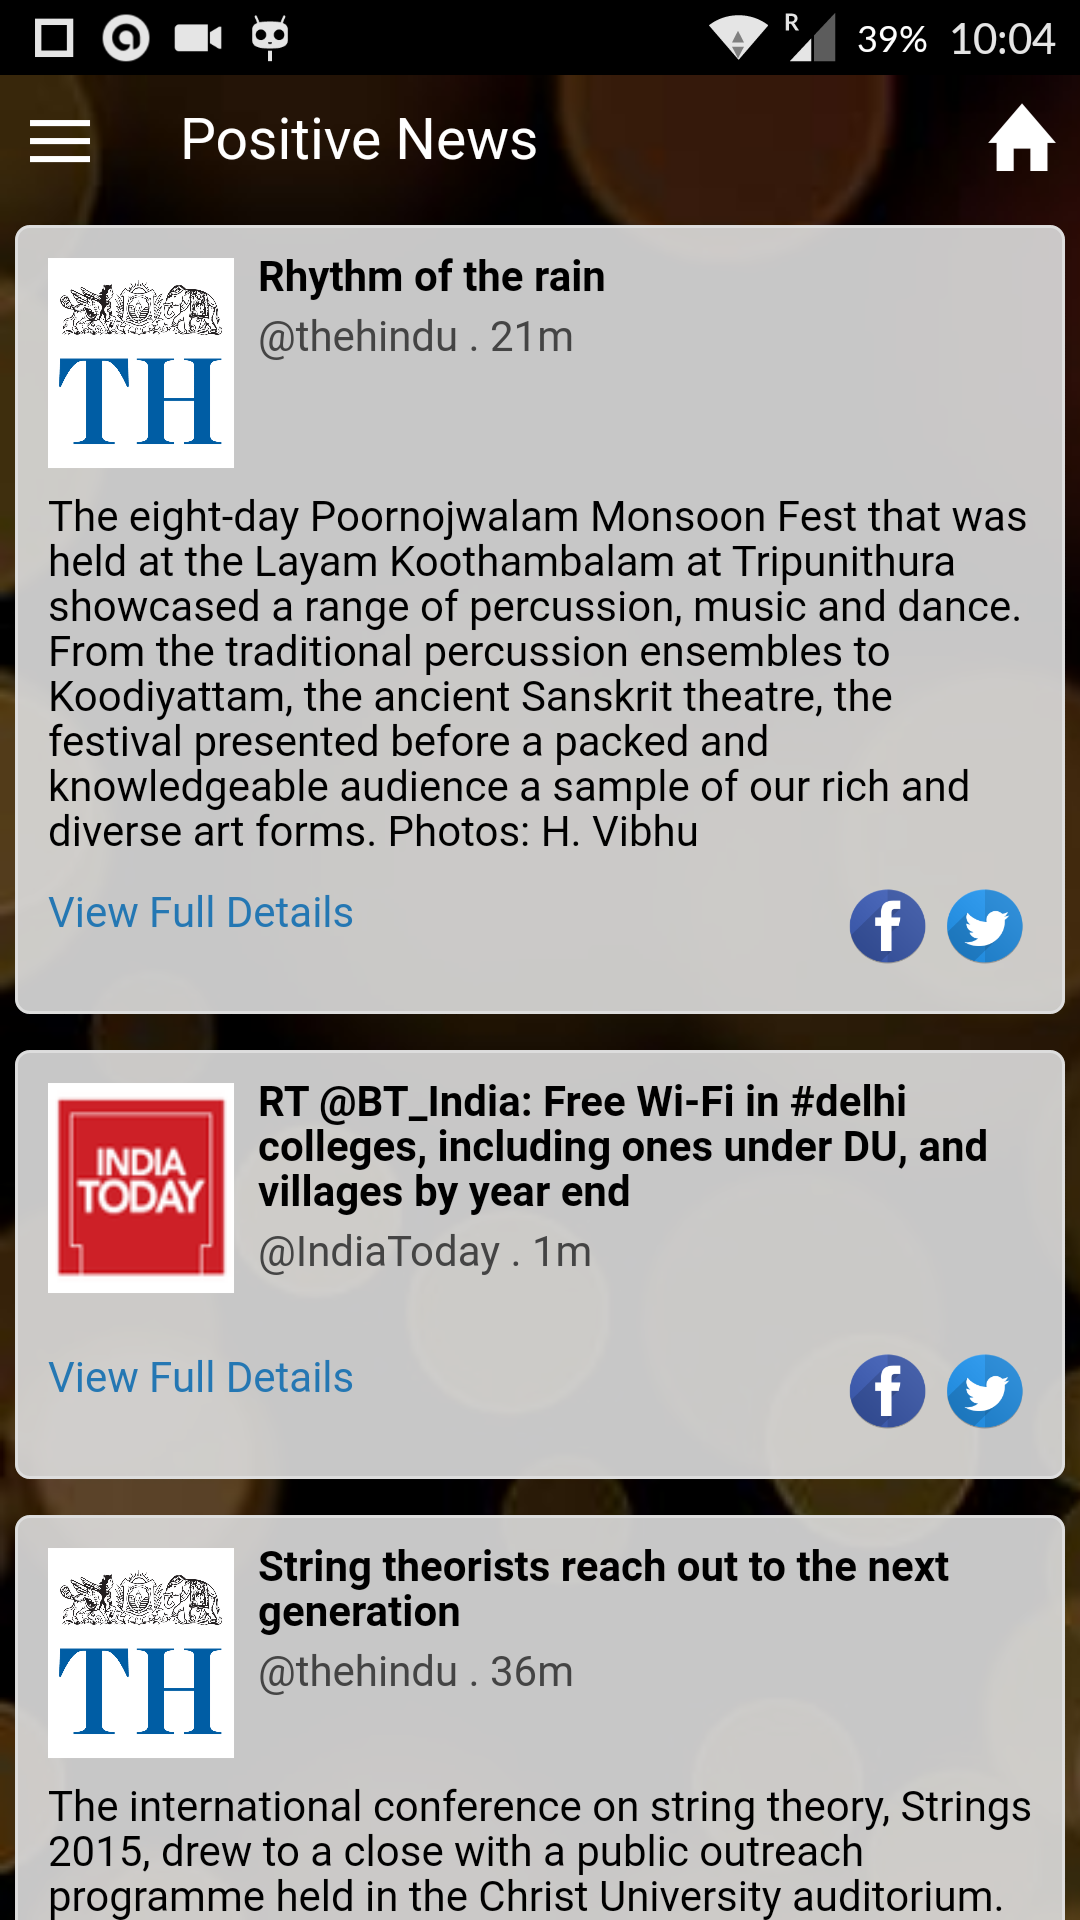 R 39% 10:04
Positive News
Rhythm of the rain
@thehindu . 21m
TH
The eight-day Poornojwalam Monsoon Fest that was
held at the Layam Koothambalam at Tripunithura
showcased a range of percussion, music and dance.
From the traditional percussion ensembles to
Koodiyattam, the ancient Sanskrit theatre, the
festival presented before a packed and
knowledgeable audience a sample of our rich and
diverse art forms. Photos: H. Vibhu
View Full Details
RT @BT_India: Free Wi-Fi in #delhi
colleges, including ones under DU, and
villages by year end
@IndiaToday . 1m
INDIA
TODAY
View Full Details
String theorists reach out to the next
generation
@thehindu . 36m
TH
The international conference on string theory, Strings
2015, drew to a close with a public outreach
programme held in the Christ University auditorium.